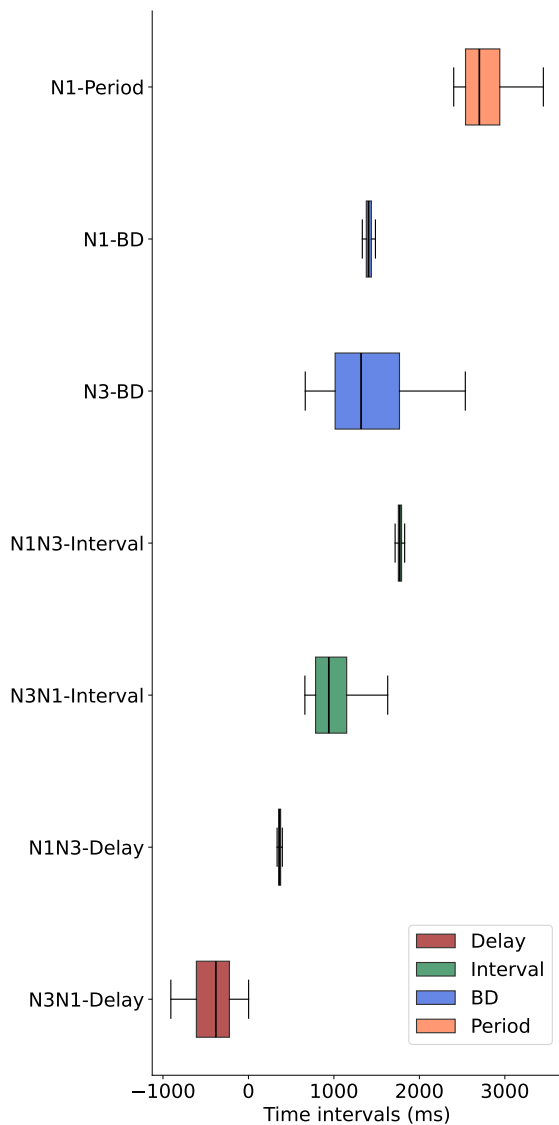 N1-Period
N1-BD
N3-BD
N1N3-Interval
N3N1-Interval
N1N3-Delay
N3N1-Delay
Delay
Interval
BD
Period
−1000 0 1000 2000 3000
Time intervals (ms)